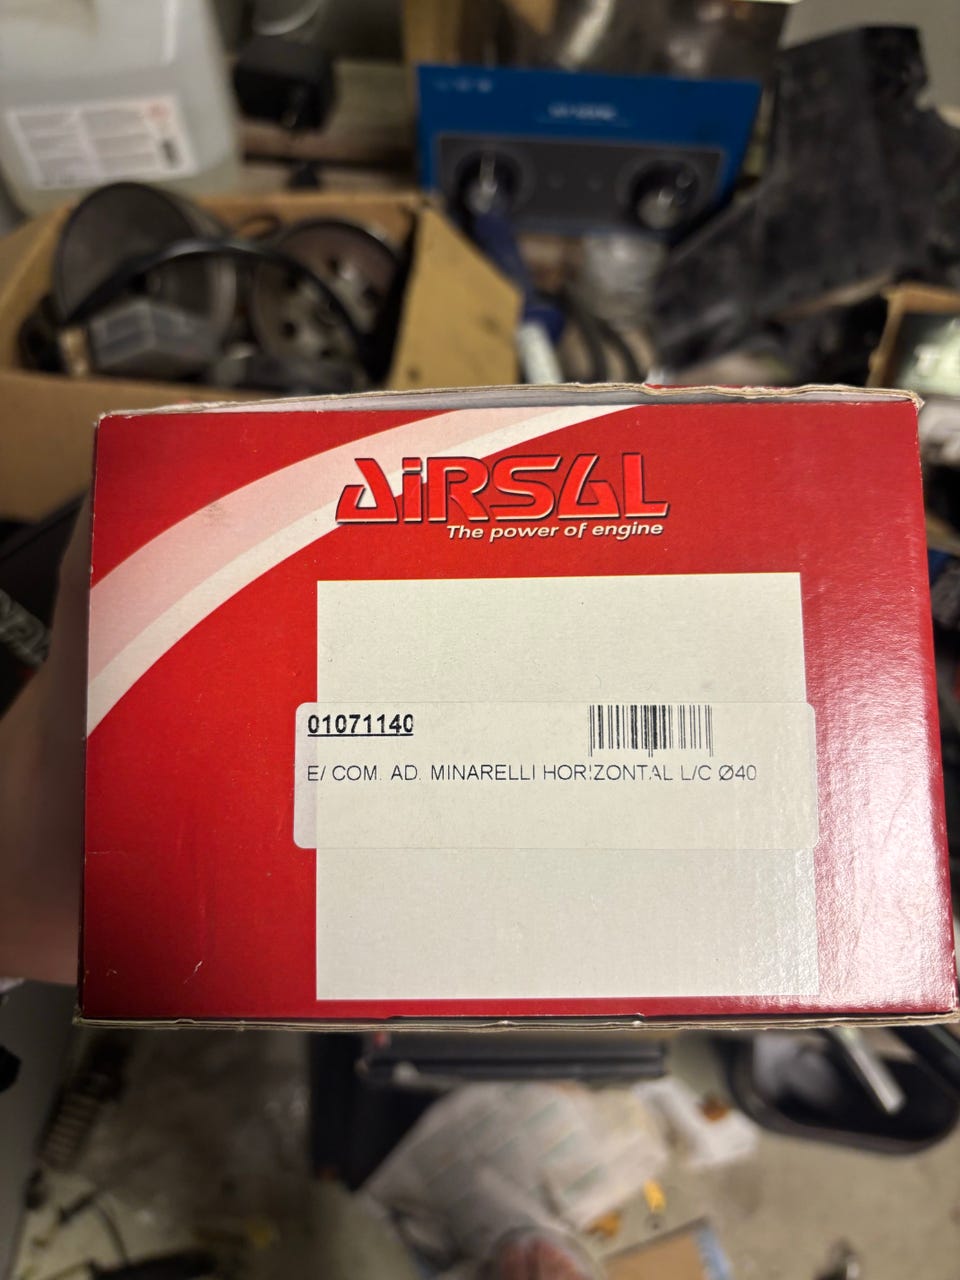 AIRSAL
The power of engine
01071140
E/ COM. AD. MINARELLI HORIZONTAL L/C Ø40